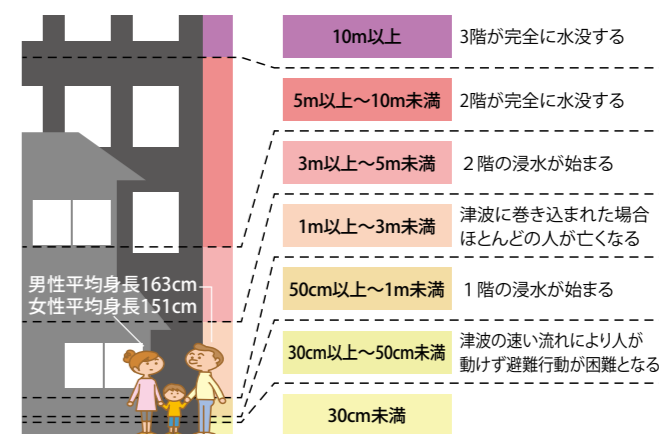 10m以上
3階が完全に水没する
5m以上～10m未満
2階が完全に水没する
3m以上～5m未満
２階の浸水が始まる
1m以上～3m未満
津波に巻き込まれた場合
ほとんどの人が亡くなる
男性平均身長163cm
女性平均身長151cm
50cm以上～1m未満
１階の浸水が始まる
30cm以上～50cm未満
津波の速い流れにより人が
動けず避難行動が困難となる
30cm未満